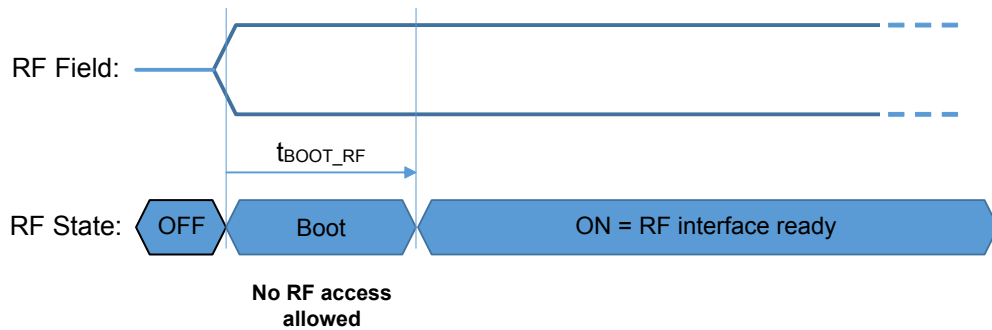 RF Field:
tBOOT_RF
RF State:
OFF
Boot
ON = RF interface ready
No RF access
allowed